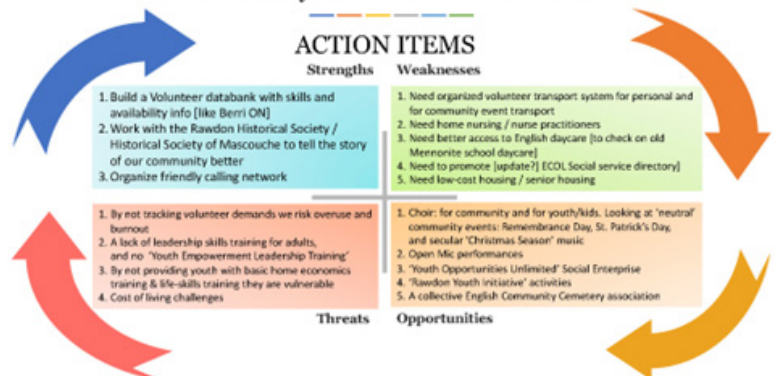 ACTION ITEMS
Strengths Weaknesses
1. Build a Volunteer databank with skills and
availability info [like Berri ON]
2. Work with the Rawdon Historical Society /
Historical Society of Mascouche to tell the story
of our community better
3. Organize friendly calling network
1. Need organized volunteer transport system for personal and
for community event transport
2. Need home nursing / nurse practitioners
3. Need better access to English daycare [to check on old
Mennonite school daycare]
4. Need to promote [update?] ECOL Social service directory]
5. Need low-cost housing / senior housing
1. By not tracking volunteer demands we risk overuse and
burnout
2. A lack of leadership skills training for adults,
and no 'Youth Empowerment Leadership Training'
3. By not providing youth with basic home economics
training & life-skills training they are vulnerable
4. Cost of living challenges
1. Choir: for community and for youth/kids. Looking at 'neutral'
community events: Remembrance Day, St. Patrick's Day,
and secular 'Christmas Season' music
2. Open Mic performances
3. 'Youth Opportunities Unlimited' Social Enterprise
4. 'Rawdon Youth Initiative' activities
5. A collective English Community Cemetery association
Threats Opportunities